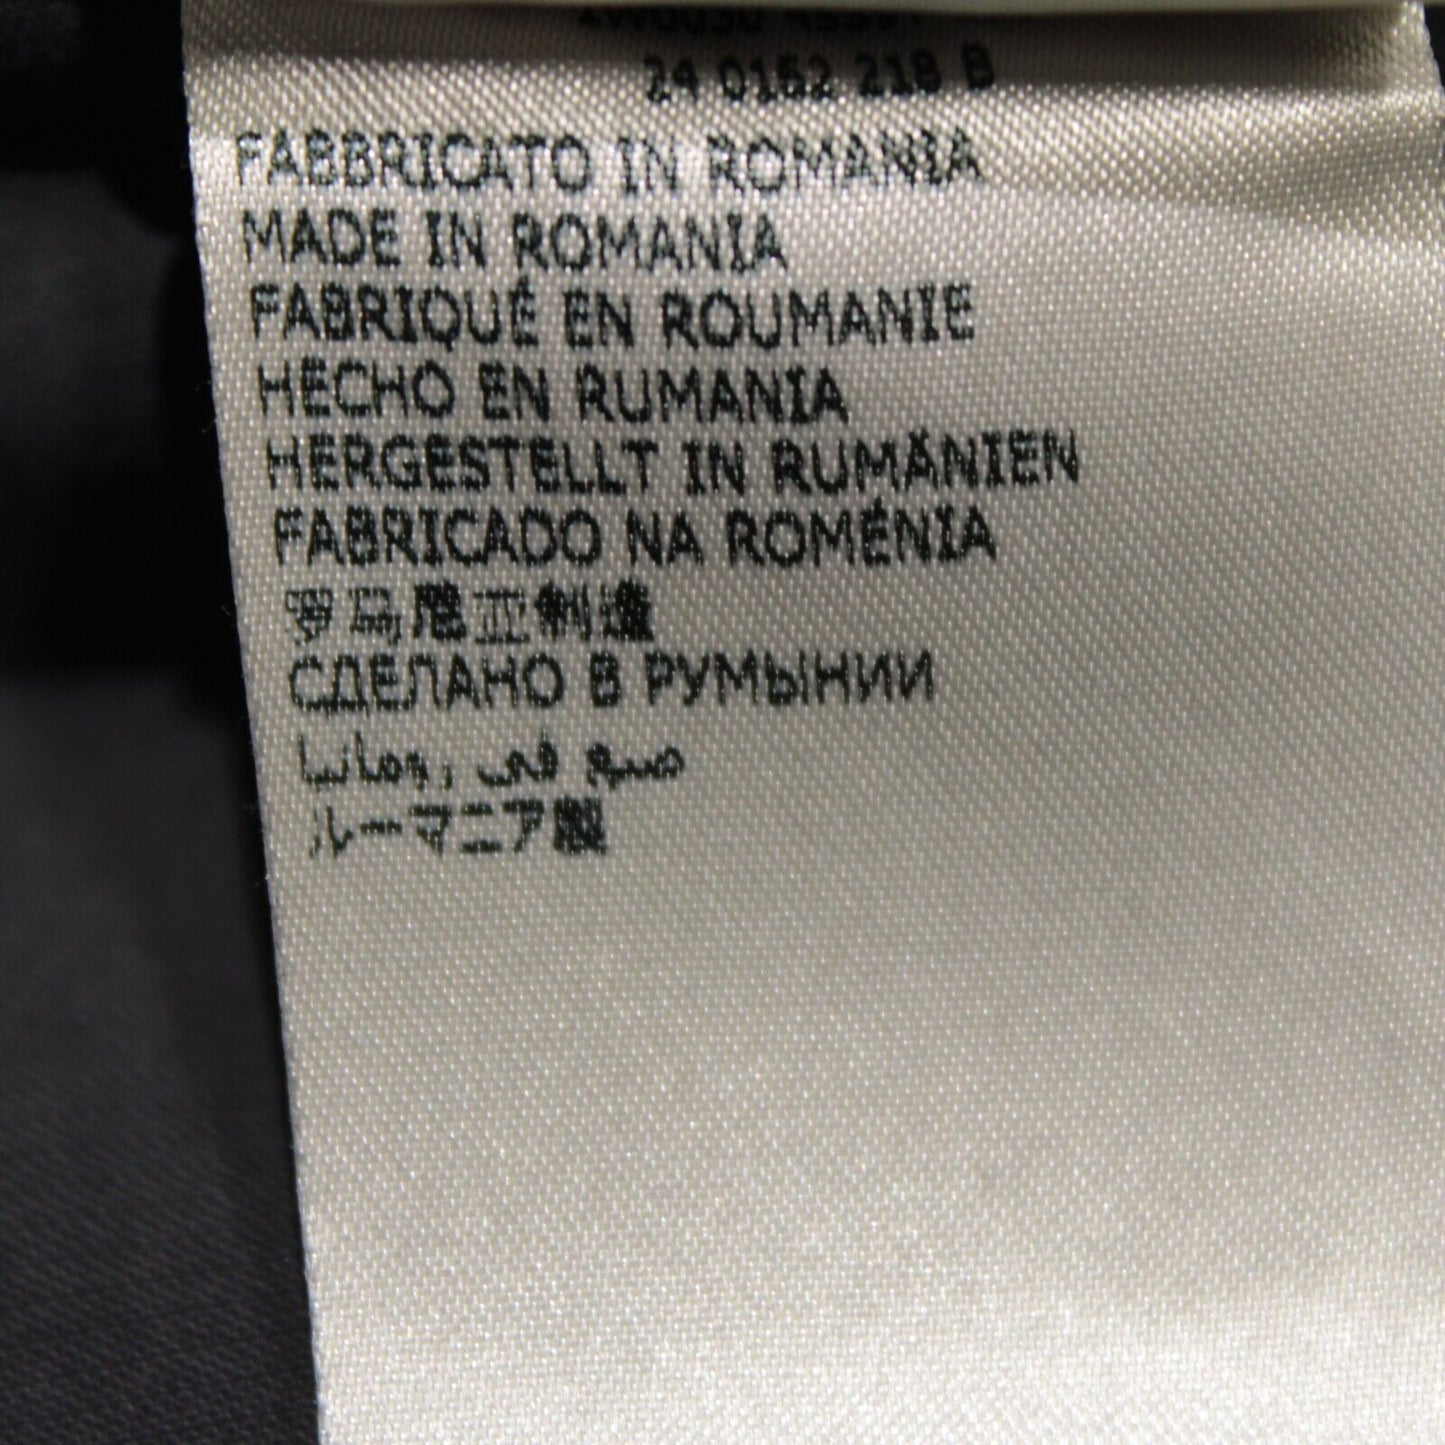 24 0162 218 B
FABBRICATO IN ROMANIA
MADE IN ROMANIA
FABRIQUÉ EN ROUMANIE
HECHO EN RUMANIA
HERGESTELLT IN RUMÄNIEN
FABRICADO NA ROMÉNIA
罗马尼亚制造
СДЕЛАНО В РУМЫНИИ
صنع في رومانيا
ルーマニア製